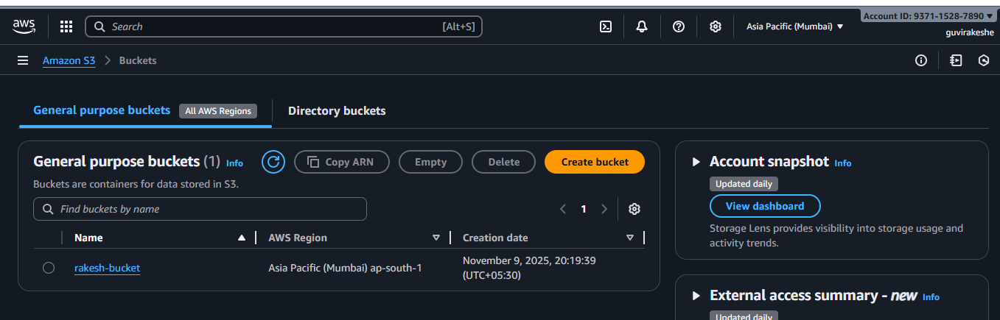 Account ID: 9371-1528-7890
aws
Search [Alt+S]
Asia Pacific (Mumbai)
guvirakeshe
Amazon S3 > Buckets
General purpose buckets All AWS Regions
Directory buckets
General purpose buckets (1) Info
Copy ARN
Empty
Delete
Create bucket
Buckets are containers for data stored in S3.
Find buckets by name
1
Name AWS Region Creation date
rakesh-bucket Asia Pacific (Mumbai) ap-south-1 November 9, 2025, 20:19:39
(UTC+05:30)
Account snapshot Info
Updated daily
View dashboard
Storage Lens provides visibility into storage usage and
activity trends.
External access summary - new Info
Updated daily